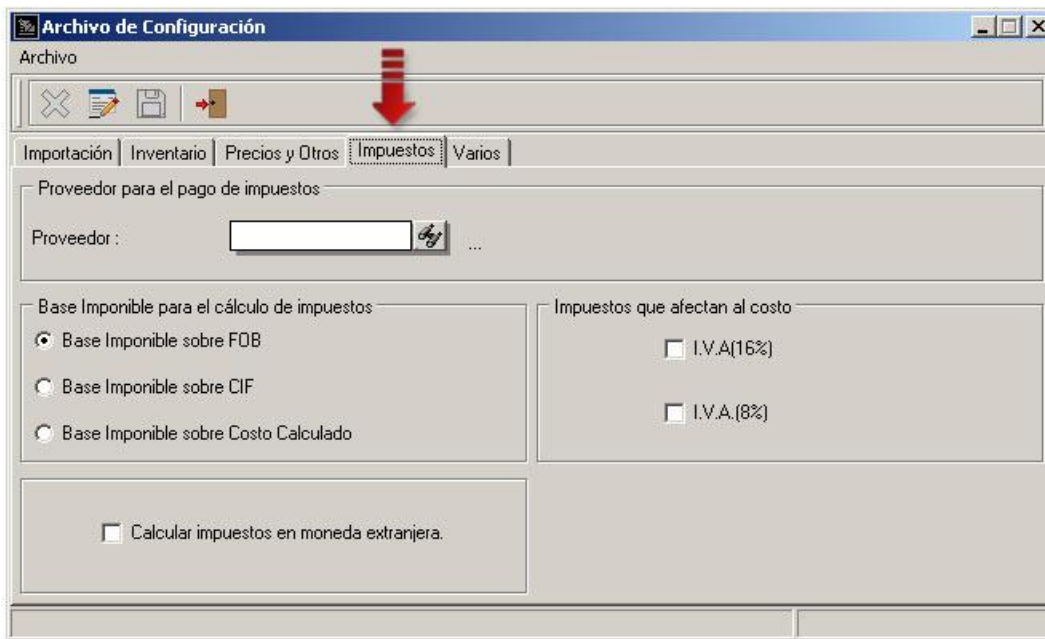 Archivo de Configuración
Archivo
Importación Inventario Precios y Otros Impuestos Varios
Proveedor para el pago de impuestos
Proveedor : ...
Base Imponible para el cálculo de impuestos
Base Imponible sobre FOB
Base Imponible sobre CIF
Base Imponible sobre Costo Calculado
Impuestos que afectan al costo
I.V.A(16%)
I.V.A.(8%)
Calcular impuestos en moneda extranjera.